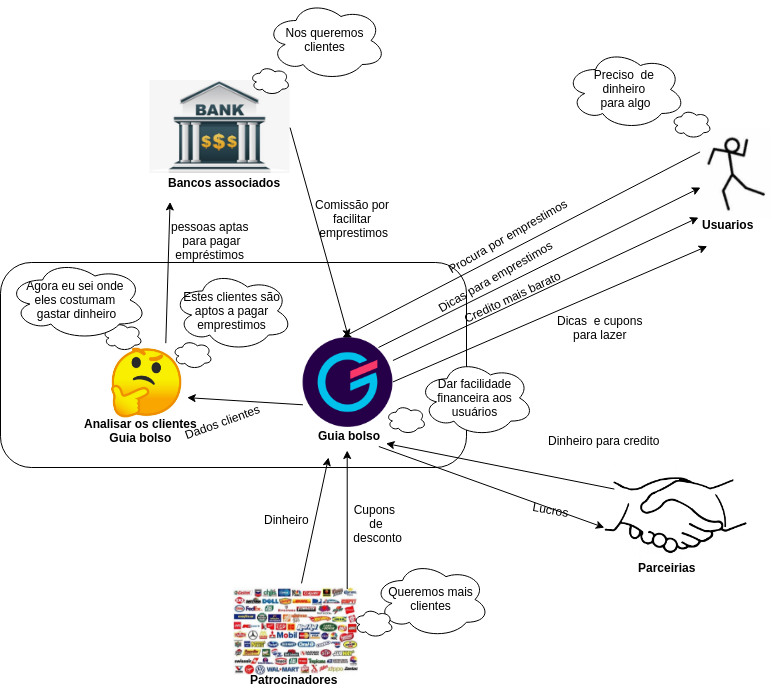 Nos queremos
clientes
Preciso de
dinheiro
para algo
BANK
$$$
Bancos associados
Usuarios
pessoas aptas
para pagar
empréstimos
Comissão por
facilitar
emprestimos
Procura por emprestimos
Dicas para emprestimos
Credito mais barato
Dicas e cupons
para lazer
Agora eu sei onde
eles costumam
gastar dinheiro
Estes clientes são
aptos a pagar
emprestimos
Analisar os clientes
Guia bolso
Dados clientes
G
Guia bolso
Dar facilidade
financeira aos
usuários
Dinheiro para credito
Lucros
Parceirias
Dinheiro
Cupons
de
desconto
Queremos mais
clientes
DELL
FedEx
Mobil
WAL-MART
Patrocinadores